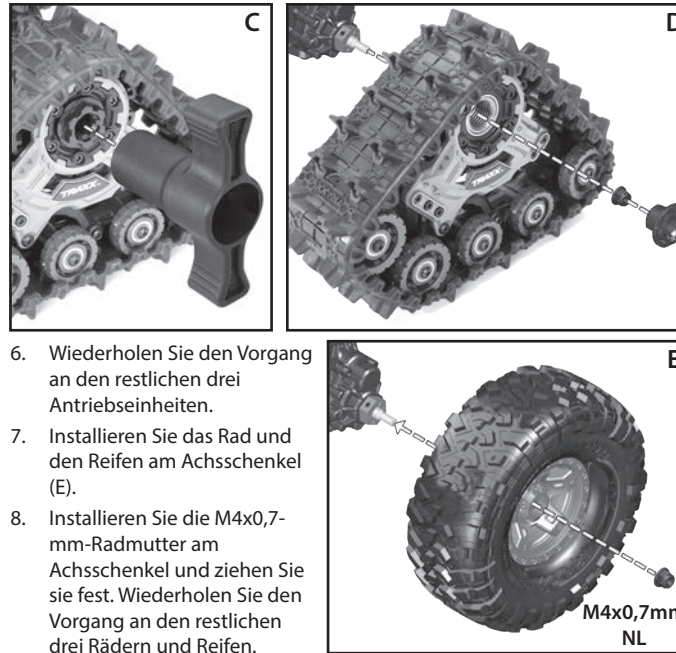 C
D
TRAXX
TRAXX
6. Wiederholen Sie den Vorgang
an den restlichen drei
Antriebseinheiten.
7. Installieren Sie das Rad und
den Reifen am Achsschenkel
(E).
8. Installieren Sie die M4x0,7-
mm-Radmutter am
Achsschenkel und ziehen Sie
sie fest. Wiederholen Sie den
Vorgang an den restlichen
drei Rädern und Reifen.
E
M4x0,7mm
NL